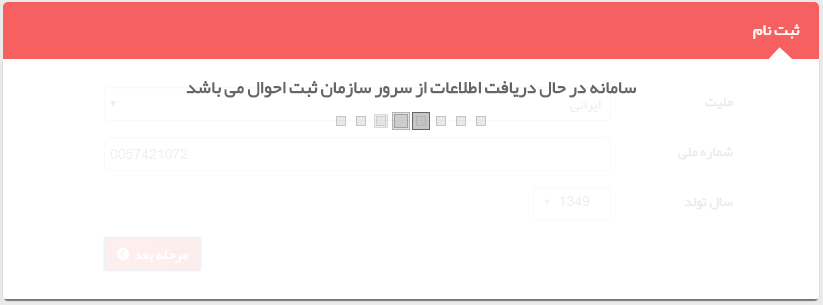 ثبت نام
سامانه در حال دریافت اطلاعات از سرور سازمان ثبت احوال می باشد
ملیت
ایرانی
شماره ملی
0057421072
سال تولد
1349
مرحله بعد